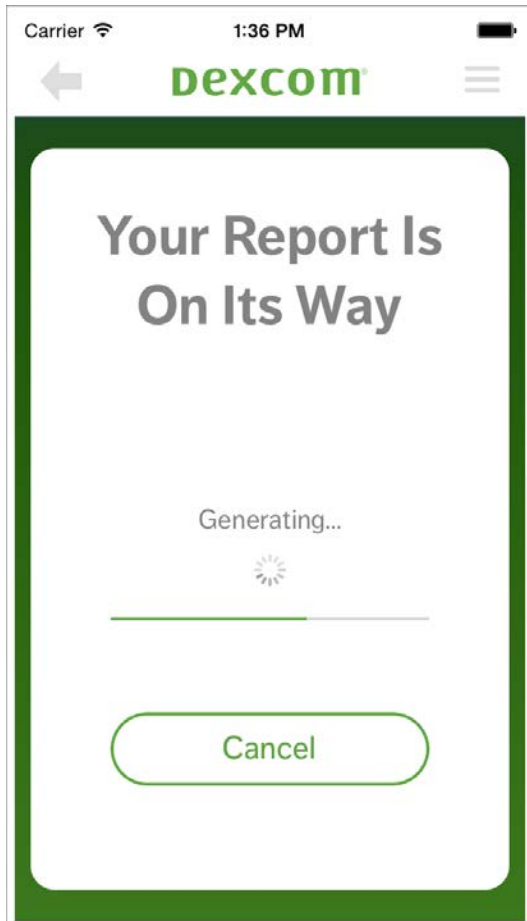 Carrier
1:36 PM
Dexcom®
Your Report Is
On Its Way
Generating...
Cancel